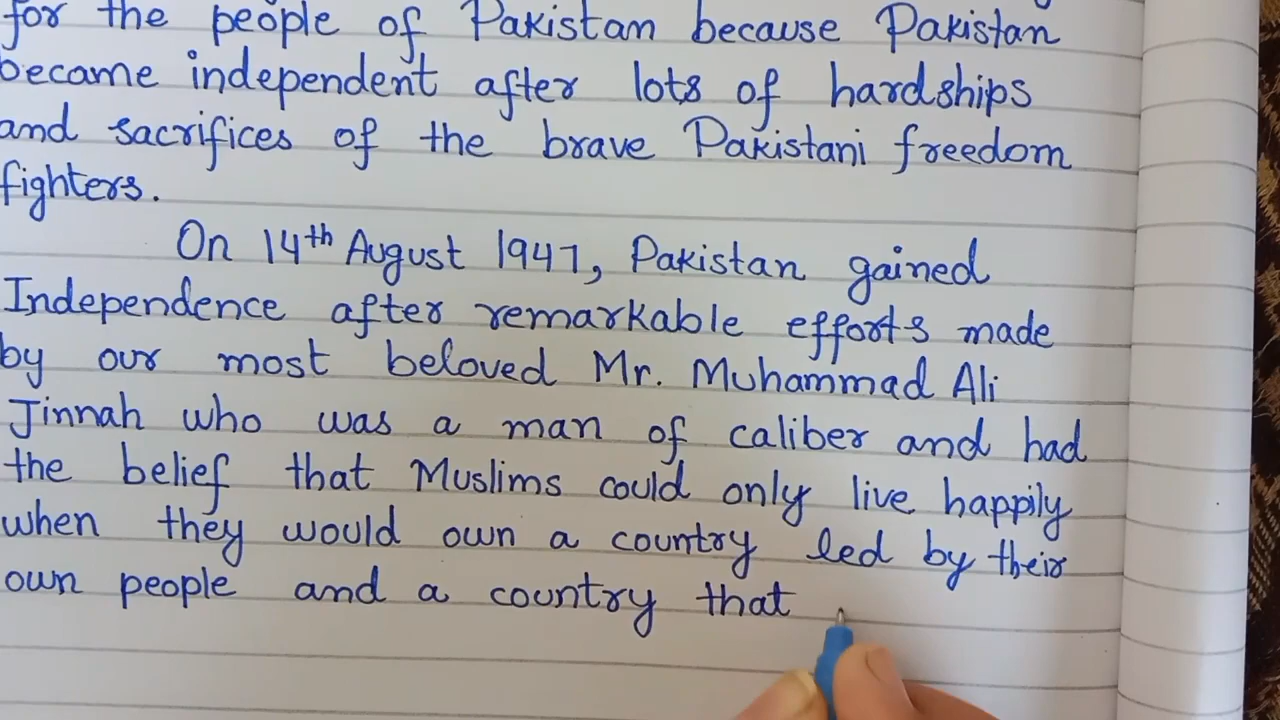 for the people of Pakistan because Pakistan
became independent after lots of hardships
and sacrifices of the brave Pakistani freedom
fighters.
On 14th August 1947, Pakistan gained
Independence after remarkable efforts made
by our most beloved Mr. Muhammad Ali
Jinnah who was a man of caliber and had
the belief that Muslims could only live happily
when they would own a country led by their
own people and a country that